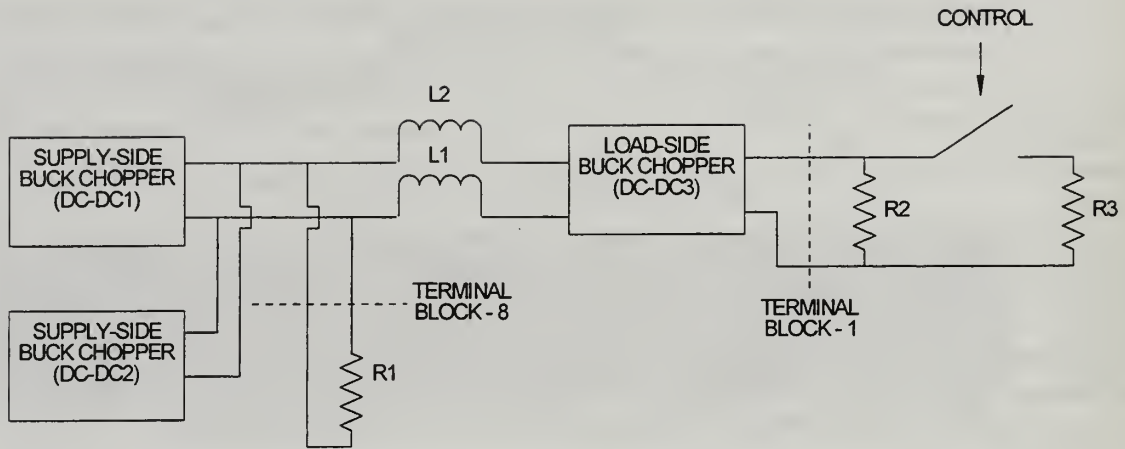 CONTROL
L2
L1
SUPPLY-SIDE
BUCK CHOPPER
(DC-DC1)
LOAD-SIDE
BUCK CHOPPER
(DC-DC3)
R2
R3
TERMINAL
BLOCK - 8
TERMINAL
BLOCK - 1
SUPPLY-SIDE
BUCK CHOPPER
(DC-DC2)
R1